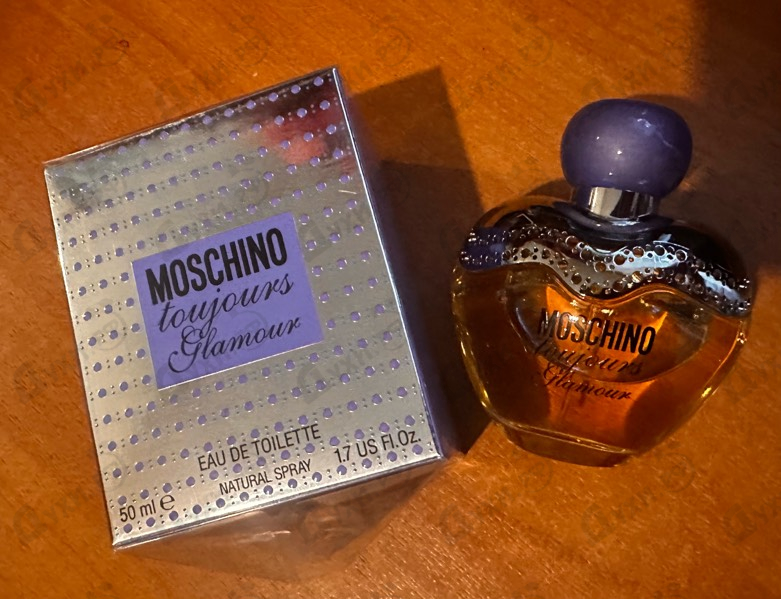 MOSCHINO
toujours
Glamour
EAU DE TOILETTE
NATURAL SPRAY
50 ml e
1.7 US Fl.Oz.
MOSCHINO
toujours
Glamour